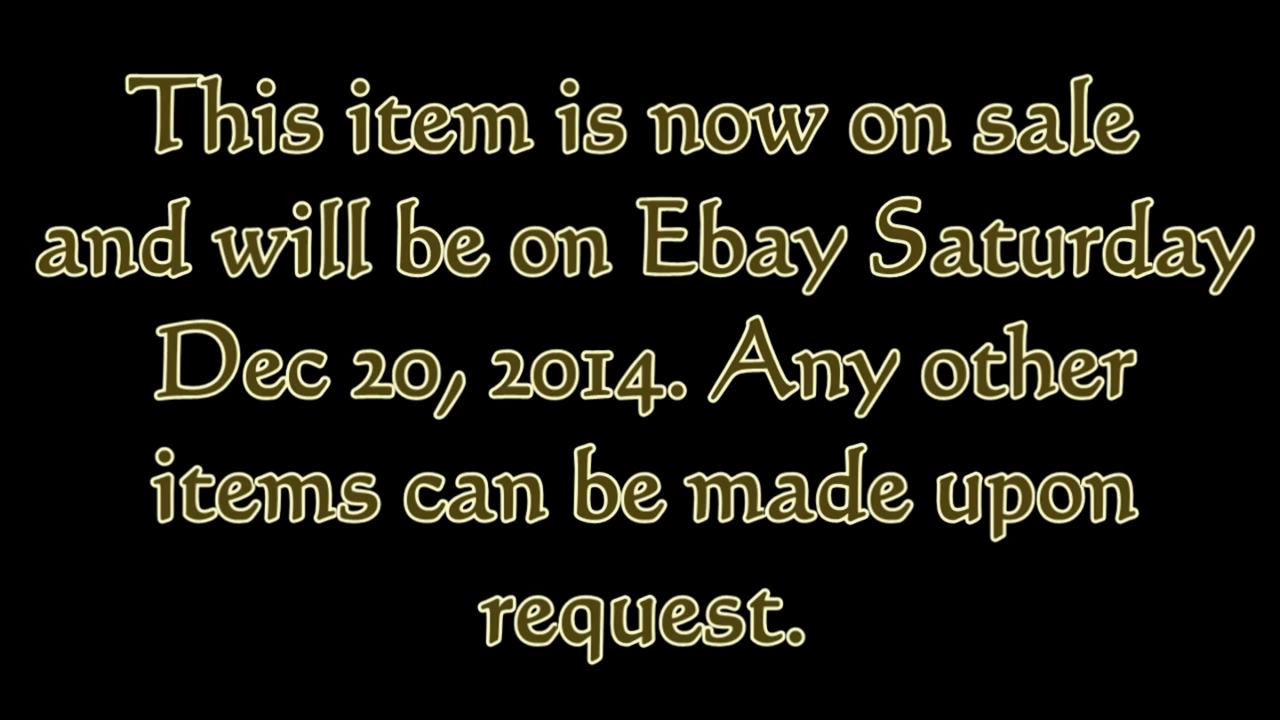 This item is now on sale
and will be on Ebay Saturday
Dec 20, 2014. Any other
items can be made upon
request.